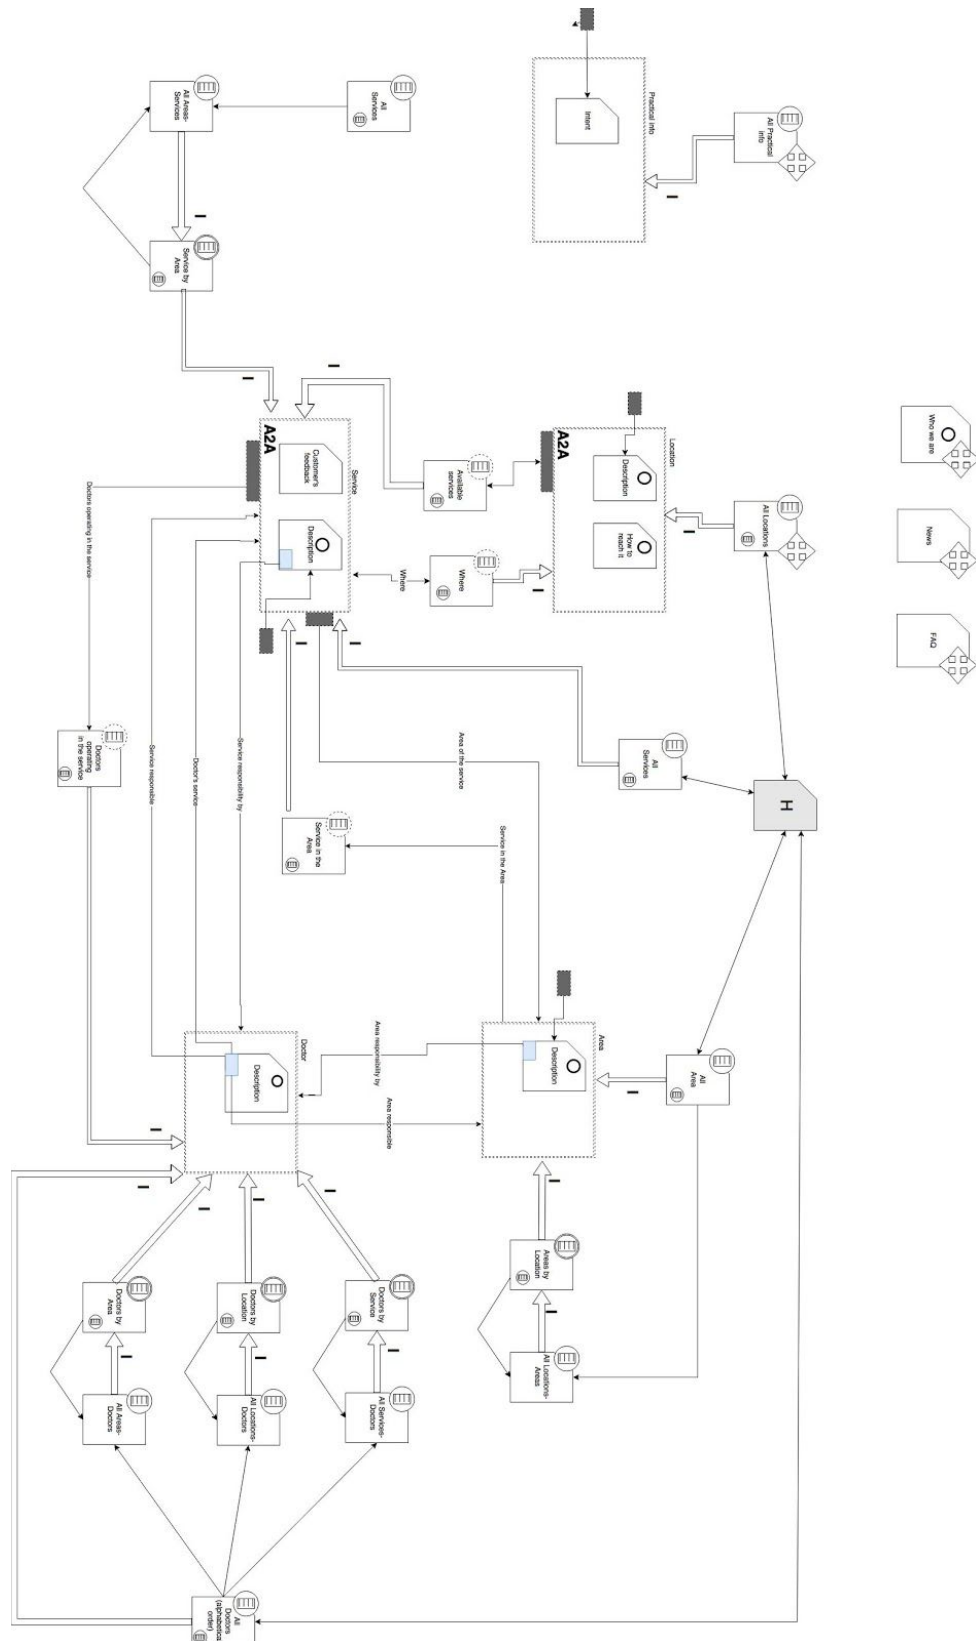 Who we are
News
FAQ
All Practical
info
Practical info
Intent
All Locations
Location
Description
How to
reach it
A2A
H
All
Services
Available
services
Where
Where
All
Services
All Areas-
Services
Service by
Area
Service
Customer's
feedback
Description
A2A
Doctors operating in the service
Service responsible
Doctor's service
Service responsibility by
Area of the service
Service in the Area
Doctors
operating
in the service
Service in the
Area
All
Area
Area
Description
Area responsibility by
Area responsible
Doctor
Description
Areas by
Location
All Locations-
Areas
Doctors by
Service
All Services-
Doctors
Doctors by
Location
All Locations-
Doctors
Doctors by
Area
All Areas-
Doctors
All
Doctors
(alphabetical
order)